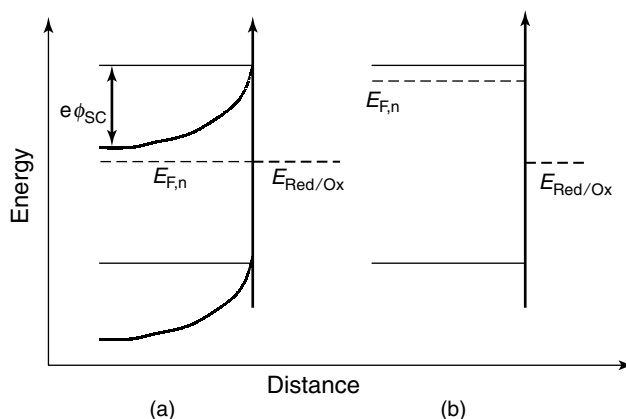 eϕSC
EF,n
ERed/Ox
EF,n
ERed/Ox
Energy
Distance
(a)
(b)